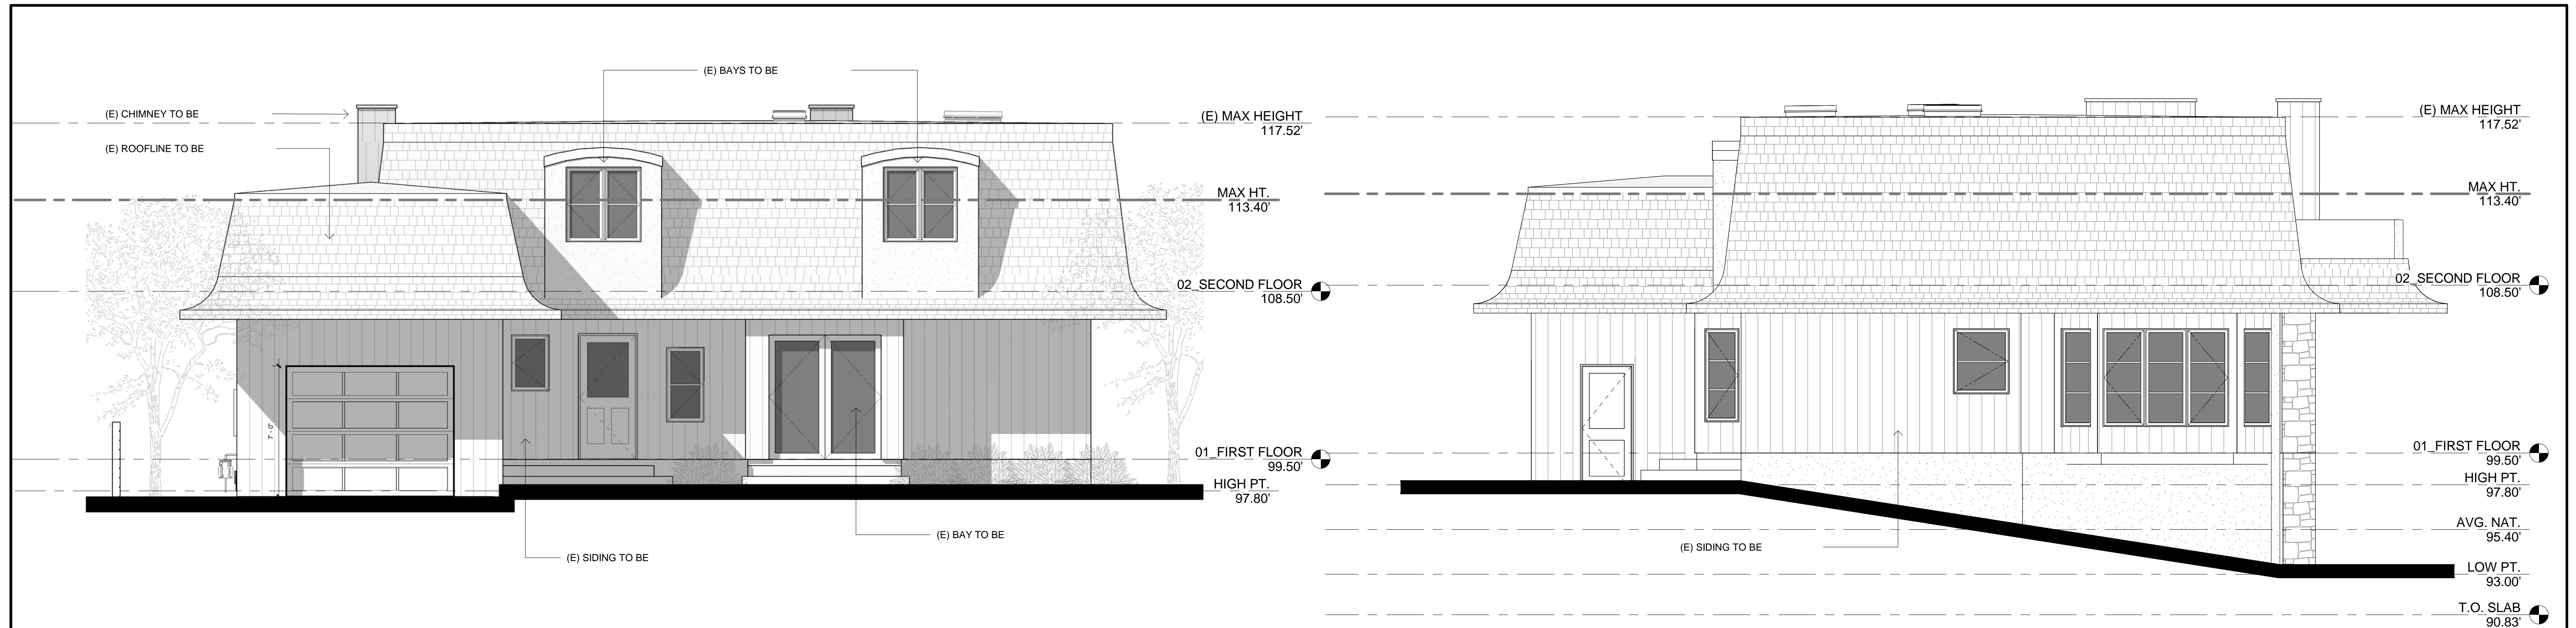 (E) BAYS TO BE
(E) CHIMNEY TO BE
(E) ROOFLINE TO BE
(E) MAX HEIGHT
117.52'
MAX HT.
113.40'
02_SECOND FLOOR
108.50'
7' - 0"
01_FIRST FLOOR
99.50'
HIGH PT.
97.80'
(E) BAY TO BE
(E) SIDING TO BE
(E) MAX HEIGHT
117.52'
MAX HT.
113.40'
02_SECOND FLOOR
108.50'
01_FIRST FLOOR
99.50'
HIGH PT.
97.80'
AVG. NAT.
95.40'
(E) SIDING TO BE
LOW PT.
93.00'
T.O. SLAB
90.83'